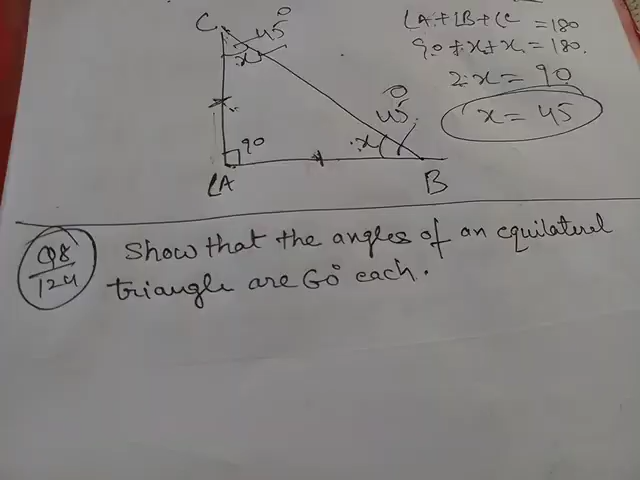 C 45°
x
90
∠A
45°
x
B
∠A + ∠B + ∠C = 180
90 + x + x = 180.
2x = 90
x = 45
Q8/124 Show that the angles of an equilateral
triangle are 60° each.